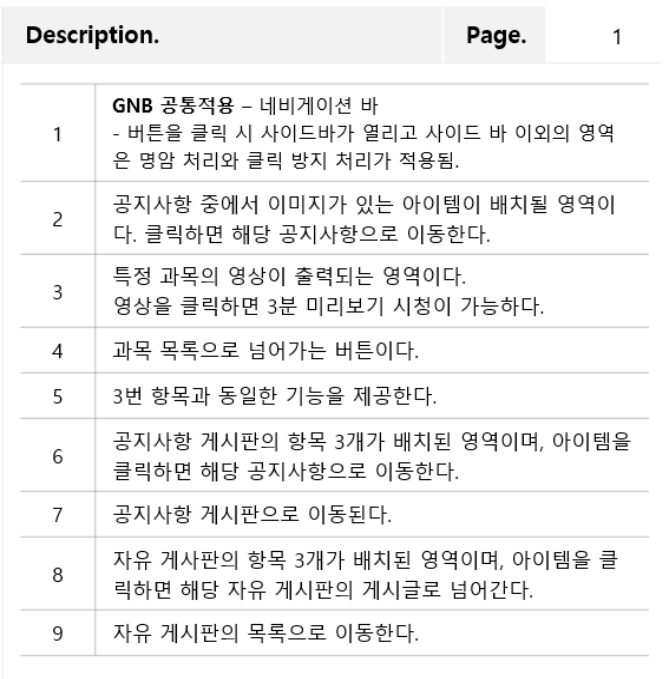 Description.
Page.
1
1
GNB 공통적용 – 네비게이션 바
- 버튼을 클릭 시 사이드바가 열리고 사이드 바 이외의 영역
은 명암 처리와 클릭 방지 처리가 적용됨.
2
공지사항 중에서 이미지가 있는 아이템이 배치될 영역이
다. 클릭하면 해당 공지사항으로 이동한다.
3
특정 과목의 영상이 출력되는 영역이다.
영상을 클릭하면 3분 미리보기 시청이 가능하다.
4
과목 목록으로 넘어가는 버튼이다.
5
3번 항목과 동일한 기능을 제공한다.
6
공지사항 게시판의 항목 3개가 배치된 영역이며, 아이템을
클릭하면 해당 공지사항으로 이동한다.
7
공지사항 게시판으로 이동된다.
8
자유 게사판의 항목 3개가 배치된 영역이며, 아이템을 클
릭하면 해당 자유 게시판의 게시글로 넘어간다.
9
자유 게시판의 목록으로 이동한다.